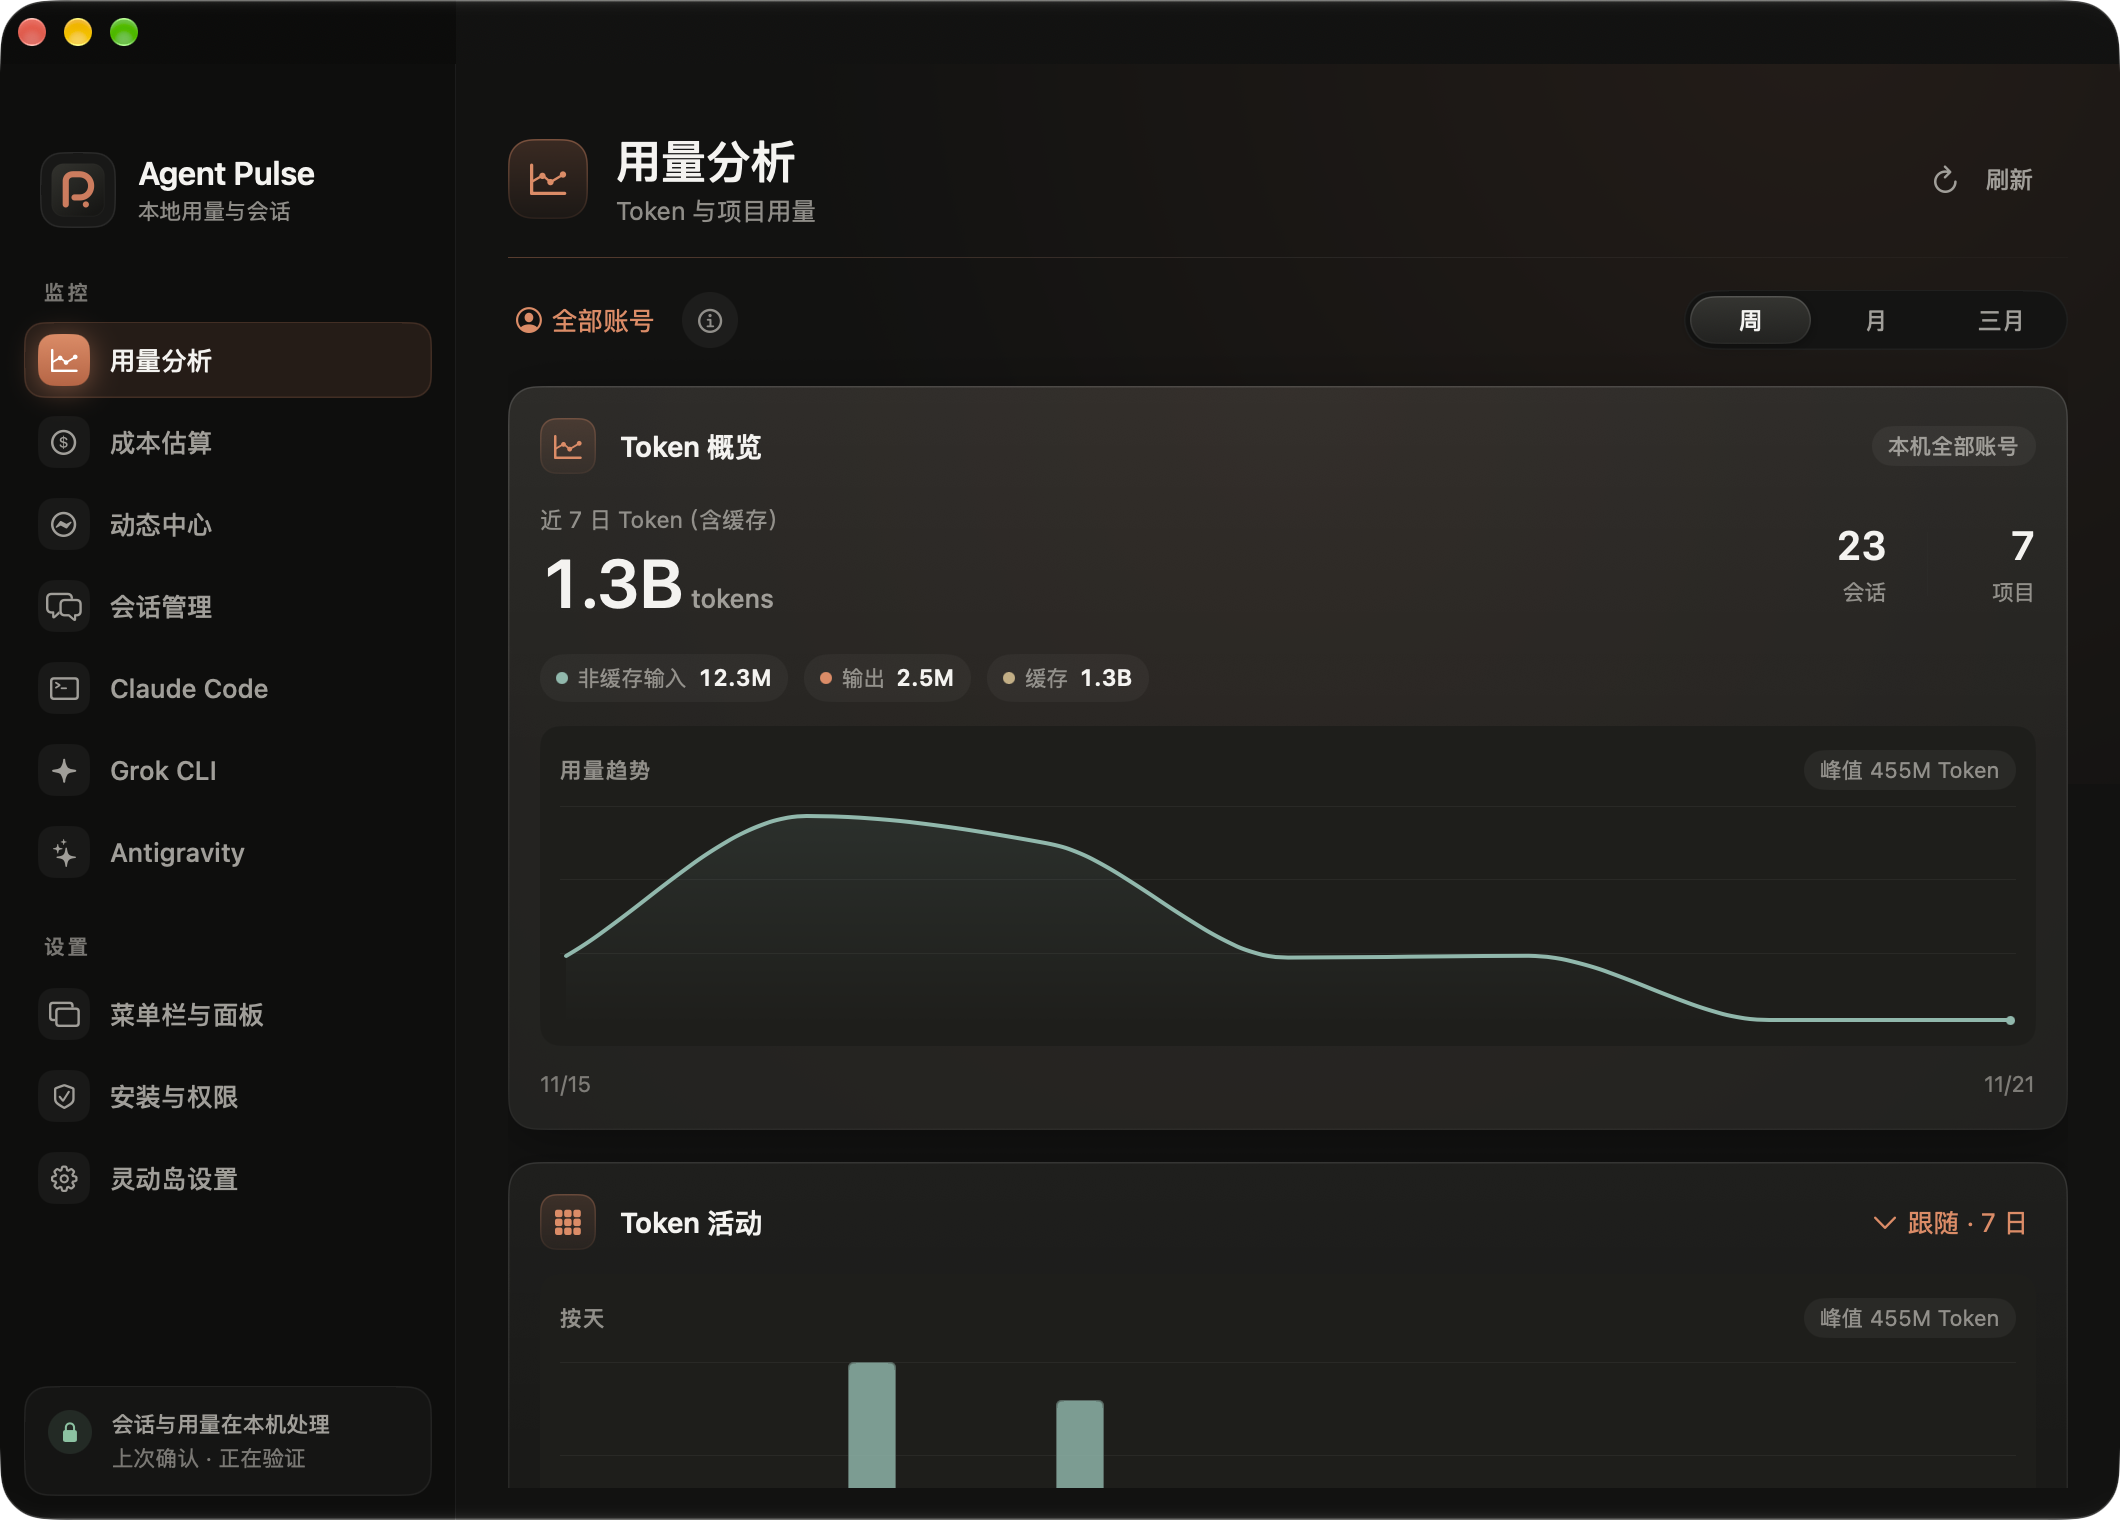 Agent Pulse
本地用量与会话
监控
用量分析
成本估算
动态中心
会话管理
Claude Code
Grok CLI
Antigravity
设置
菜单栏与面板
安装与权限
灵动岛设置
会话与用量在本机处理
上次确认 · 正在验证
用量分析
Token 与项目用量
刷新
全部账号
周 月 三月
Token 概览
本机全部账号
近 7 日 Token (含缓存)
1.3B tokens
23
会话
7
项目
非缓存输入 12.3M 输出 2.5M 缓存 1.3B
用量趋势
峰值 455M Token
11/15
11/21
Token 活动
跟随 · 7 日
按天
峰值 455M Token